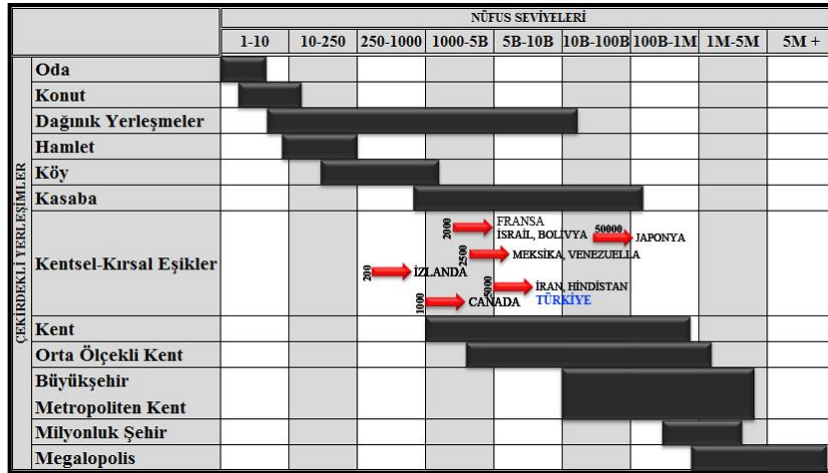 NÜFUS SEVİYELERİ
1-10 10-250 250-1000 1000-5B 5B-10B 10B-100B 100B-1M 1M-5M 5M +
ÇEKİRDEKLİ YERLEŞİMLER
Oda
Konut
Dağınık Yerleşmeler
Hamlet
Köy
Kasaba
Kentsel-Kırsal Eşikler
2000 FRANSA
İSRAİL, BOLİVYA
50000 JAPONYA
2500 MEKSİKA, VENEZUELLA
200 İZLANDA
5000 İRAN, HİNDİSTAN
TÜRKİYE
1000 CANADA
Kent
Orta Ölçekli Kent
Büyükşehir
Metropoliten Kent
Milyonluk Şehir
Megalopolis